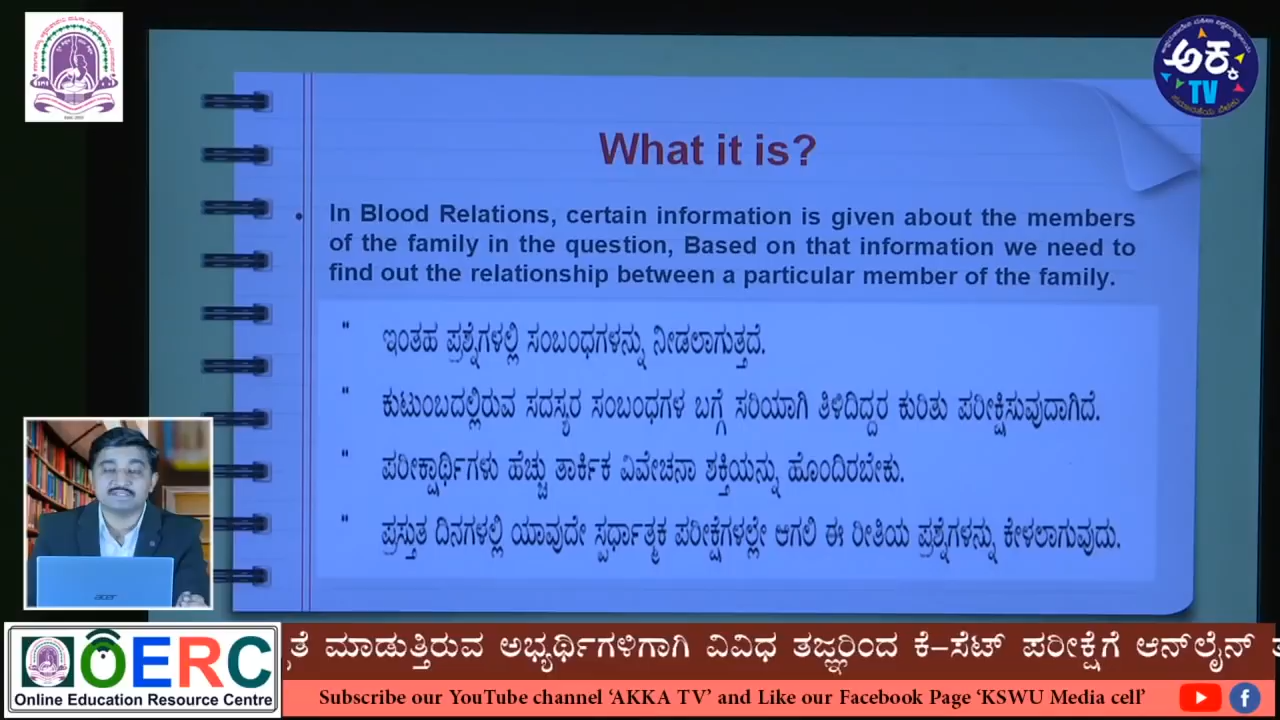 ಅಕ್ಕ
TV
What it is?
• In Blood Relations, certain information is given about the members
of the family in the question, Based on that information we need to
find out the relationship between a particular member of the family.
" ಇಂತಹ ಪ್ರಶ್ನೆಗಳಲ್ಲಿ ಸಂಬಂಧಗಳನ್ನು ನೀಡಲಾಗುತ್ತದೆ.
" ಕುಟುಂಬದಲ್ಲಿರುವ ಸದಸ್ಯರ ಸಂಬಂಧಗಳ ಬಗ್ಗೆ ಸರಿಯಾಗಿ ತಿಳಿದಿದ್ದರ ಕುರಿತು ಪರೀಕ್ಷಿಸುವುದಾಗಿದೆ.
" ಪರೀಕ್ಷಾರ್ಥಿಗಳು ಹೆಚ್ಚು ತಾರ್ಕಿಕ ವಿವೇಚನಾ ಶಕ್ತಿಯನ್ನು ಹೊಂದಿರಬೇಕು.
" ಪ್ರಸ್ತುತ ದಿನಗಳಲ್ಲಿ ಯಾವುದೇ ಸ್ಪರ್ಧಾತ್ಮಕ ಪರೀಕ್ಷೆಗಳಲ್ಲೇ ಆಗಲಿ ಈ ರೀತಿಯ ಪ್ರಶ್ನೆಗಳನ್ನು ಕೇಳಲಾಗುವುದು.
acer
OERC
Online Education Resource Centre
ಮಾಡುತ್ತಿರುವ ಅಭ್ಯರ್ಥಿಗಳಿಗಾಗಿ ವಿವಿಧ ತಜ್ಞರಿಂದ ಕೆ–ಸೆಟ್ ಪರೀಕ್ಷೆಗೆ ಆನ್‌ಲೈನ್
Subscribe our YouTube channel ‘AKKA TV’ and Like our Facebook Page ‘KSWU Media cell’